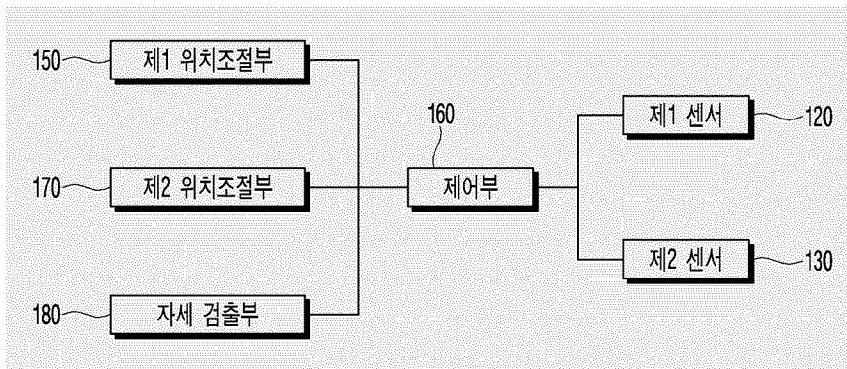 150 제1 위치조절부
160
제1 센서 120
170 제2 위치조절부
제어부
제2 센서 130
180 자세 검출부